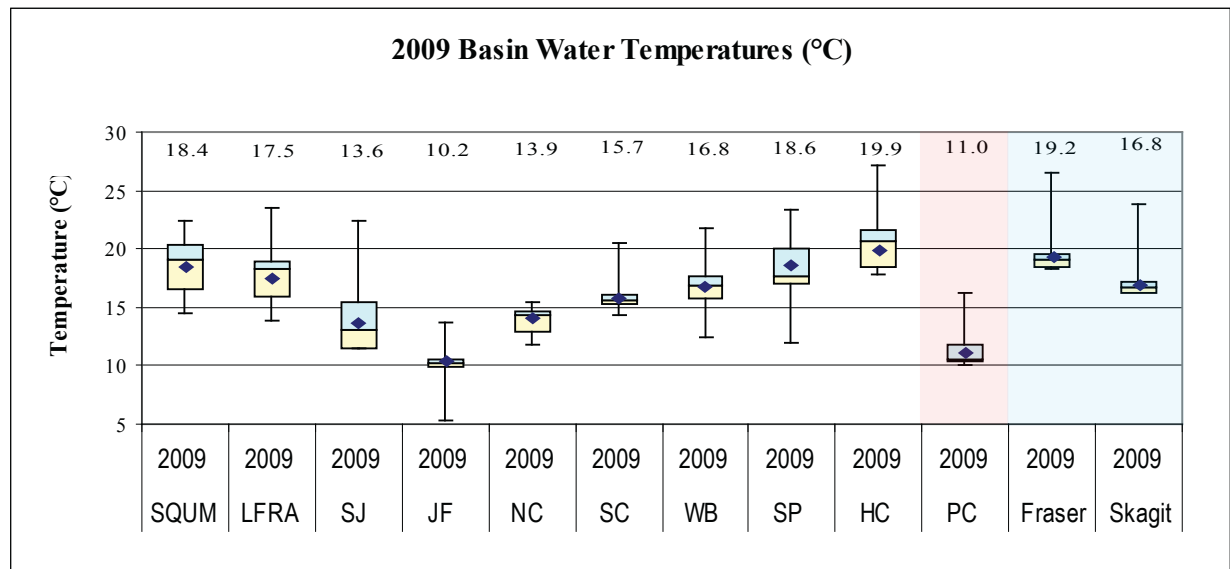 2009 Basin Water Temperatures (°C)
Temperature (°C)
30
25
20
15
10
5
18.4 17.5 13.6 10.2 13.9 15.7 16.8 18.6 19.9 11.0 19.2 16.8
2009 2009 2009 2009 2009 2009 2009 2009 2009 2009 2009 2009
SQUM LFRA SJ JF NC SC WB SP HC PC Fraser Skagit